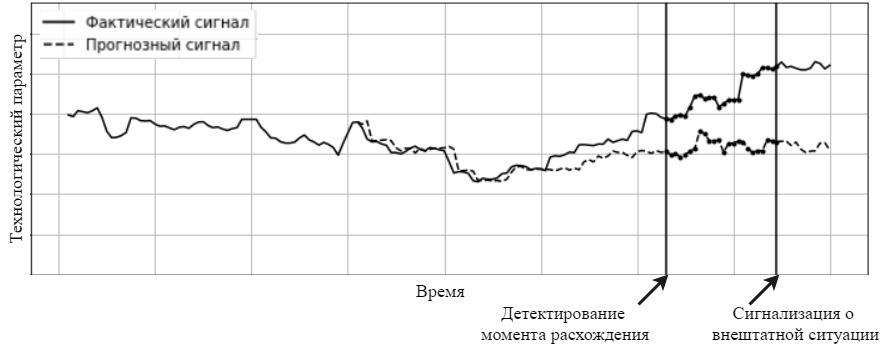 Фактический сигнал
Прогнозный сигнал
Технологический параметр
Время
Детектирование
момента расхождения
Сигнализация о
внештатной ситуации